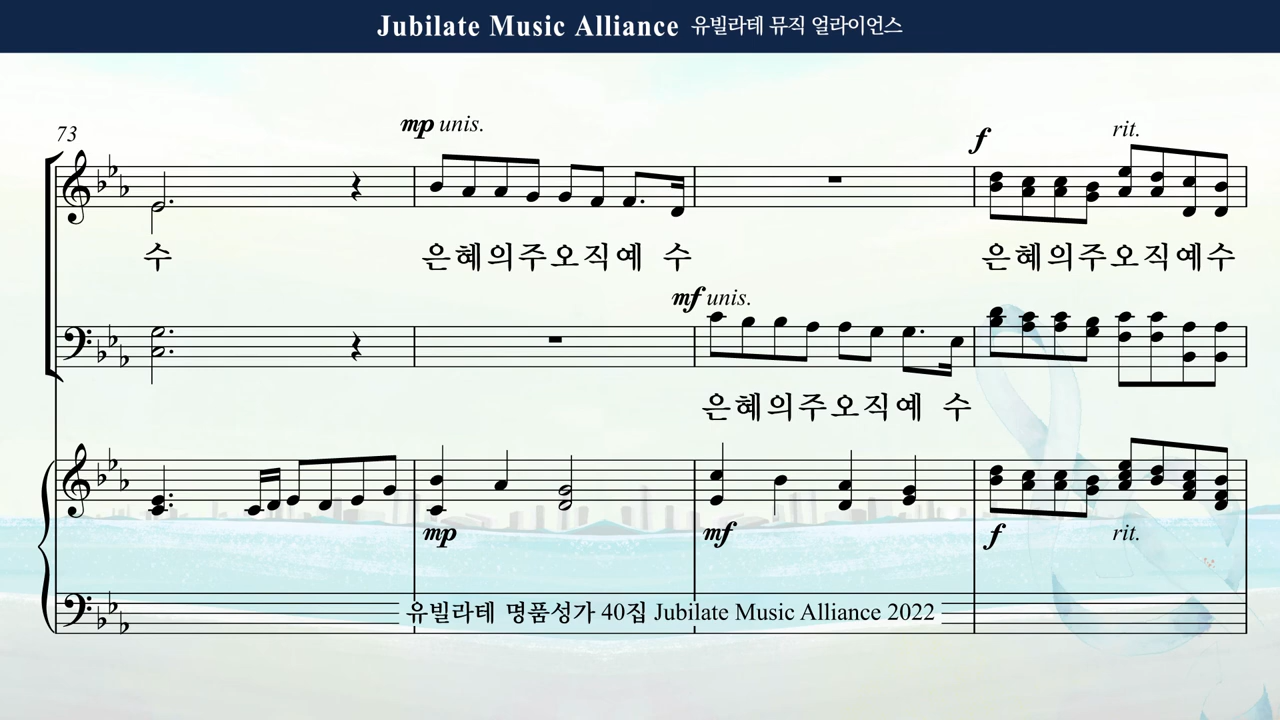 Jubilate Music Alliance 유빌라테 뮤직 얼라이언스
73
mp unis.
f
rit.
수 은혜의주오직예 수 은혜의주오직예수
mf unis.
은혜의주오직예 수
mp
mf
f
rit.
유빌라테 명품성가 40집 Jubilate Music Alliance 2022